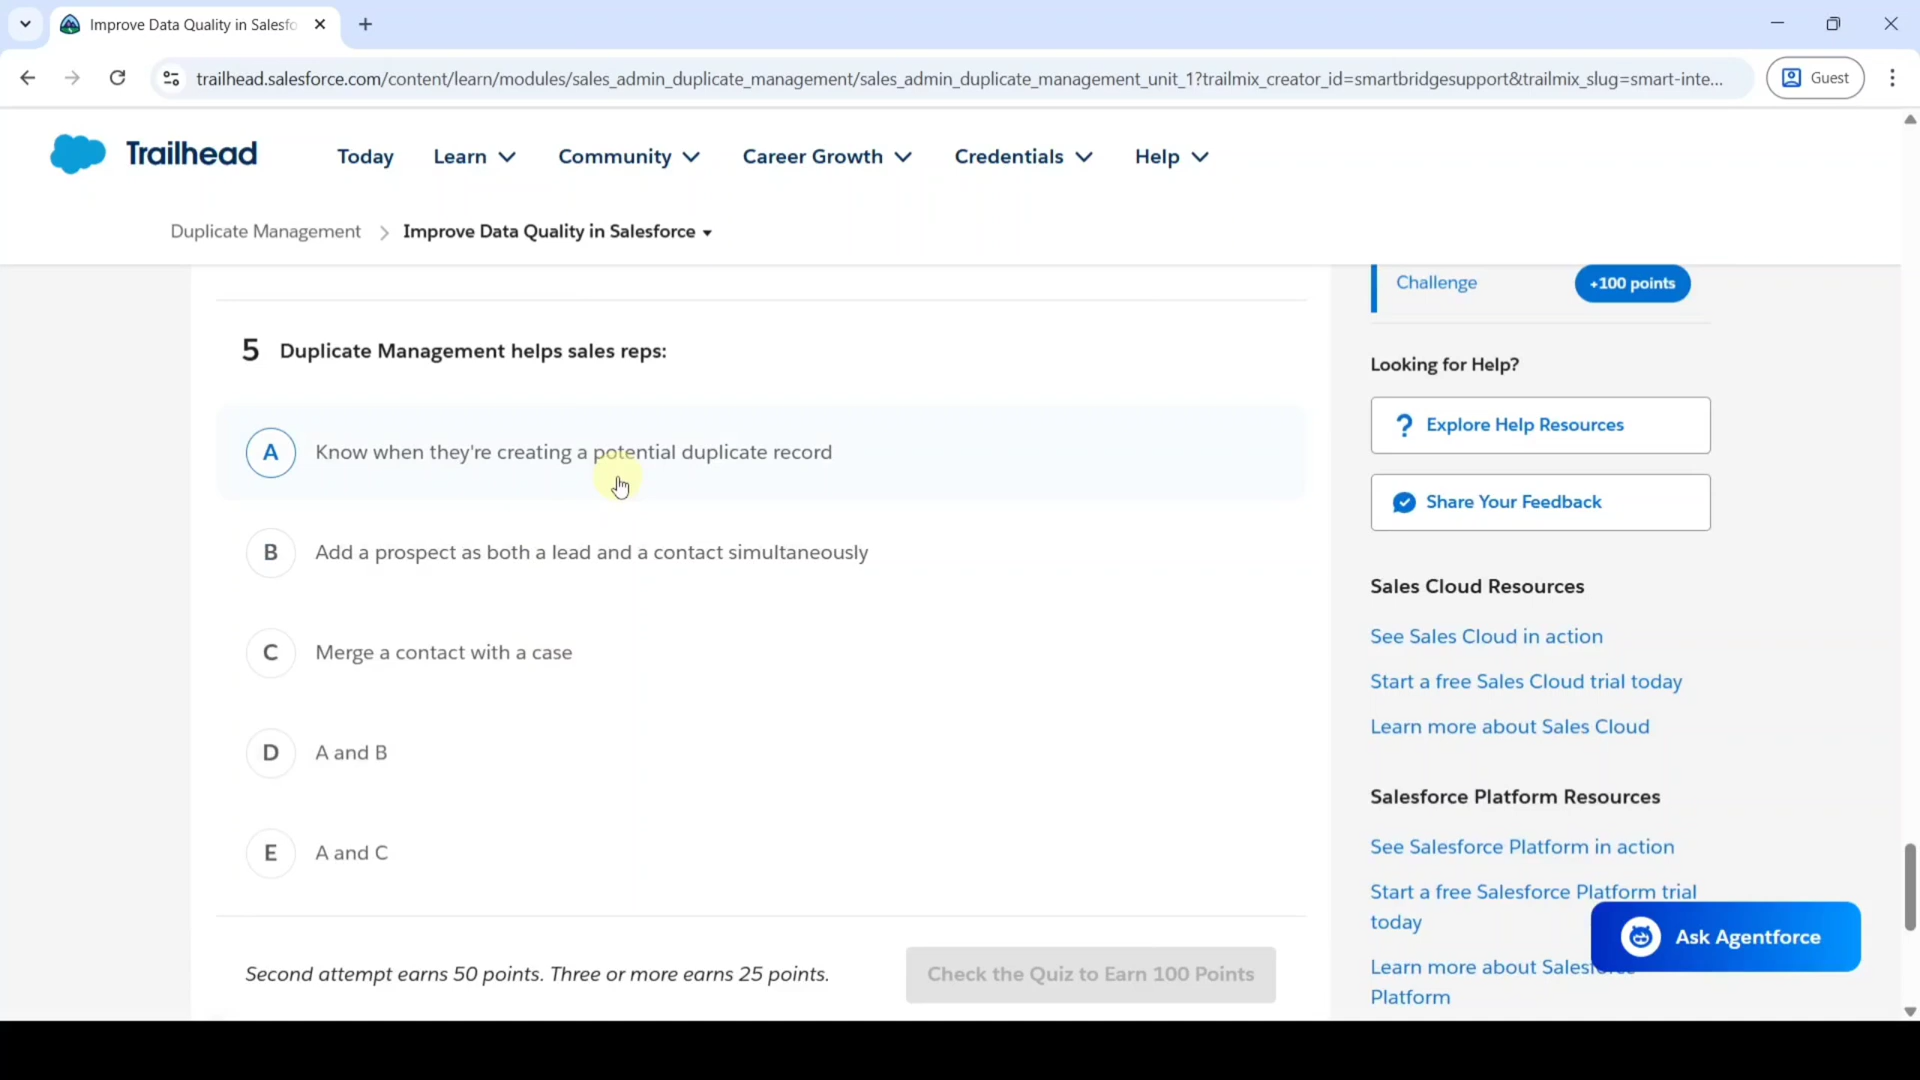 Improve Data Quality in Salesfo
trailhead.salesforce.com/content/learn/modules/sales_admin_duplicate_management/sales_admin_duplicate_management_unit_1?trailmix_creator_id=smartbridgesupport&trailmix_slug=smart-inte...
Guest
Trailhead
Today
Learn
Community
Career Growth
Credentials
Help
Duplicate Management > Improve Data Quality in Salesforce
Challenge
+100 points
5 Duplicate Management helps sales reps:
A Know when they're creating a potential duplicate record
B Add a prospect as both a lead and a contact simultaneously
C Merge a contact with a case
D A and B
E A and C
Second attempt earns 50 points. Three or more earns 25 points.
Check the Quiz to Earn 100 Points
Looking for Help?
Explore Help Resources
Share Your Feedback
Sales Cloud Resources
See Sales Cloud in action
Start a free Sales Cloud trial today
Learn more about Sales Cloud
Salesforce Platform Resources
See Salesforce Platform in action
Start a free Salesforce Platform trial
today
Learn more about Salesforce
Platform
Ask Agentforce